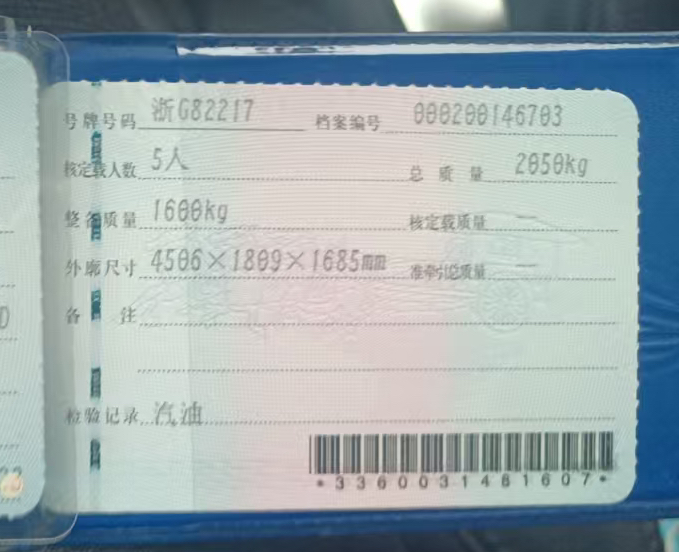 号牌号码 浙G82217 档案编号 000200146703
核定载人数 5人 总质量 2050kg
整备质量 1600kg 核定载质量 —
外廓尺寸 4506×1809×1685mm 准牵引总质量 —
备注
检验记录 汽油
*3360031481607*